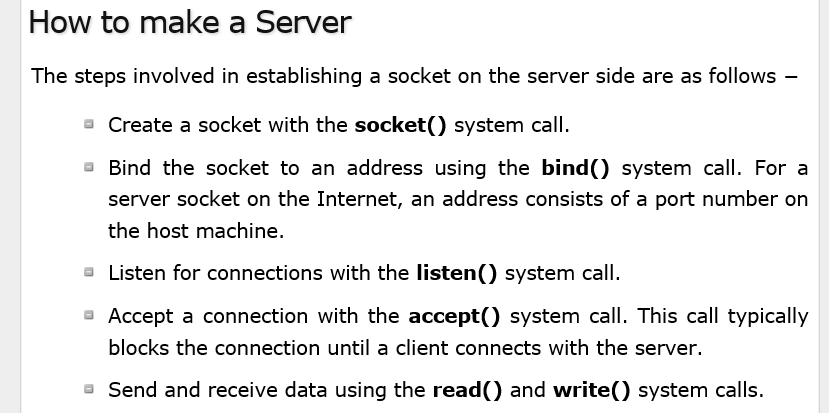 How to make a Server
The steps involved in establishing a socket on the server side are as follows −
Create a socket with the socket() system call.
Bind the socket to an address using the bind() system call. For a
server socket on the Internet, an address consists of a port number on
the host machine.
Listen for connections with the listen() system call.
Accept a connection with the accept() system call. This call typically
blocks the connection until a client connects with the server.
Send and receive data using the read() and write() system calls.